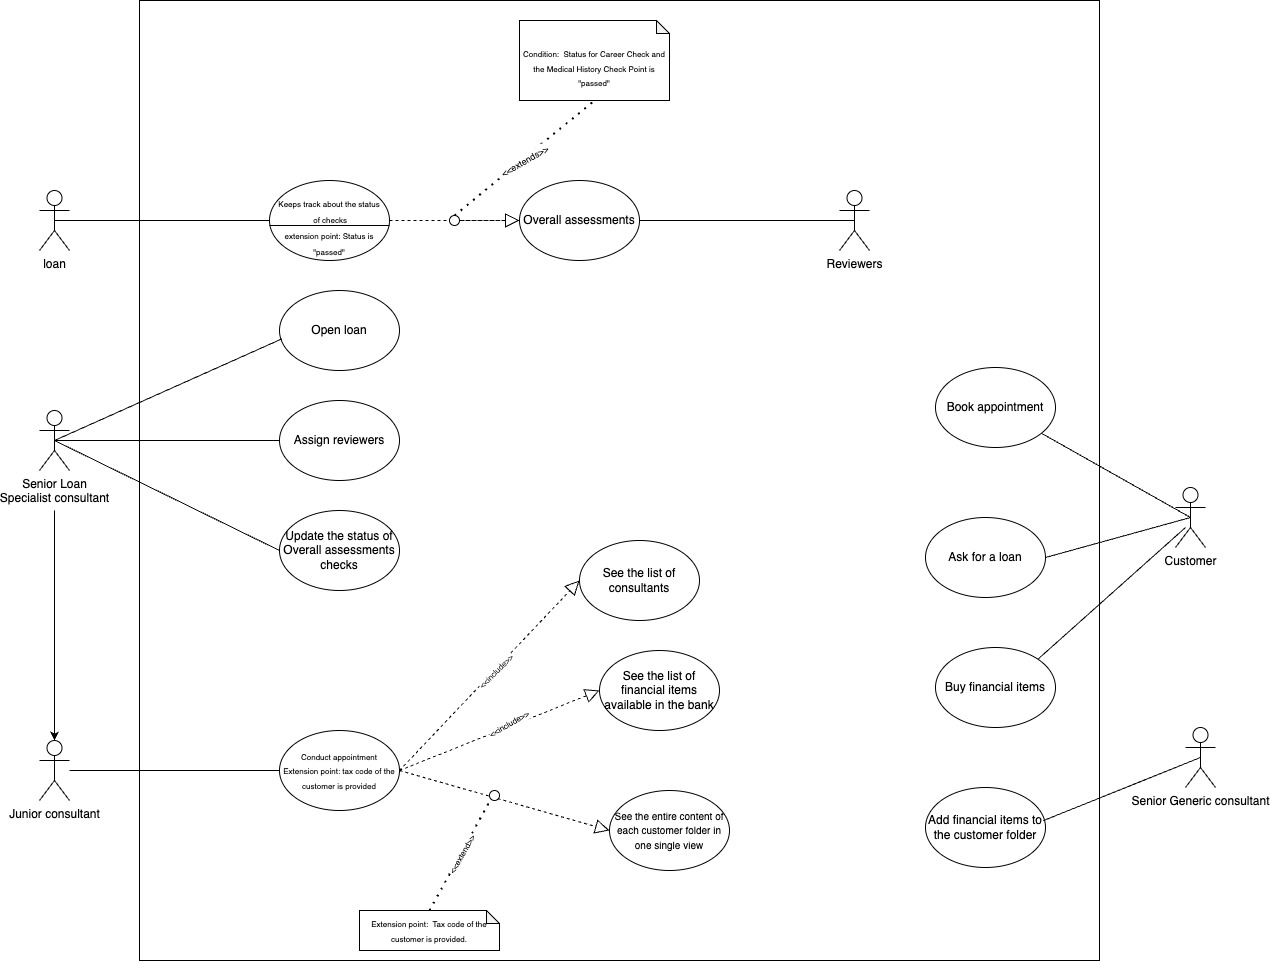 Condition:  Status for Career Check and
the Medical History Check Point is
"passed"
<<extends>>
Keeps track about the status
of checks
extension point: Status is
"passed"
Overall assessments
loan
Reviewers
Open loan
Assign reviewers
Update the status of
Overall assessments
checks
Senior Loan
Specialist consultant
Book appointment
Ask for a loan
Customer
Buy financial items
See the list of
consultants
<<include>>
See the list of
financial items
available in the bank
<<include>>
Conduct appointment
Extension point: tax code of the
customer is provided
Junior consultant
See the entire content of
each customer folder in
one single view
<<extend>>
Extension point:  Tax code of the
customer is provided.
Senior Generic consultant
Add financial items to
the customer folder